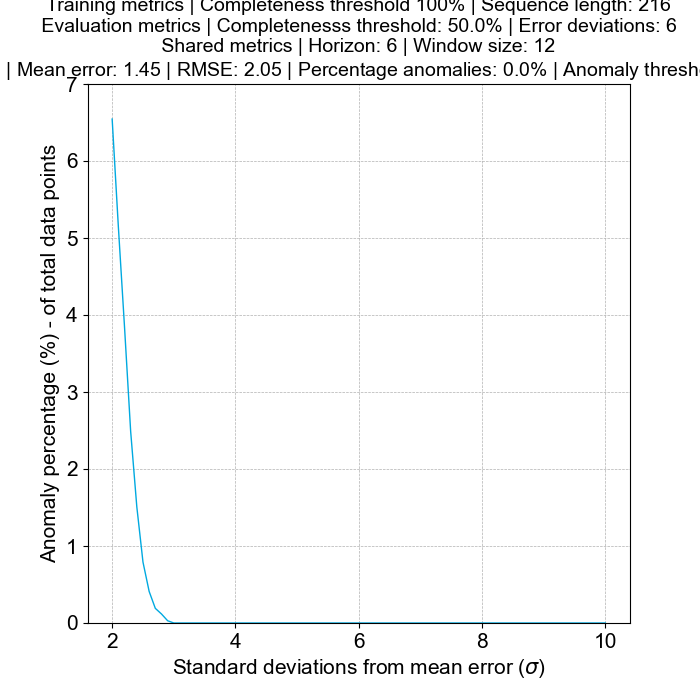 Training metrics | Completeness threshold 100% | Sequence length: 216
Evaluation metrics | Completenesss threshold: 50.0% | Error deviations: 6
Shared metrics | Horizon: 6 | Window size: 12
| Mean error: 1.45 | RMSE: 2.05 | Percentage anomalies: 0.0% | Anomaly
7
6
5
4
3
2
1
0
Anomaly percentage (%) - of total data points
2 4 6 8 10
Standard deviations from mean error (σ)